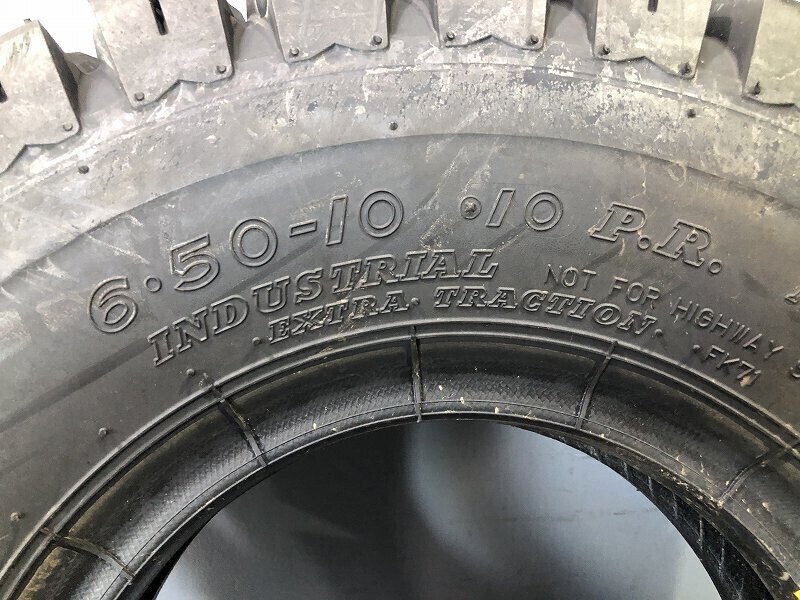 6.50-10 .10 P.R.
INDUSTRIAL
.EXTRA. TRACTION.
NOT FOR HIGHWAY
.FK71